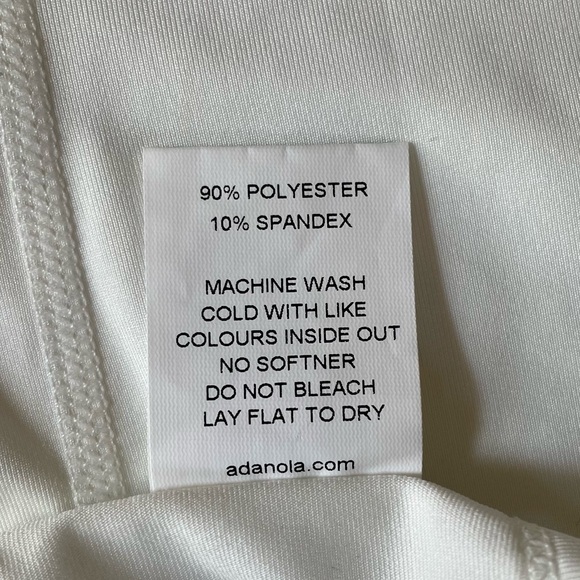 90% POLYESTER
10% SPANDEX
MACHINE WASH
COLD WITH LIKE
COLOURS INSIDE OUT
NO SOFTNER
DO NOT BLEACH
LAY FLAT TO DRY
adanola.com